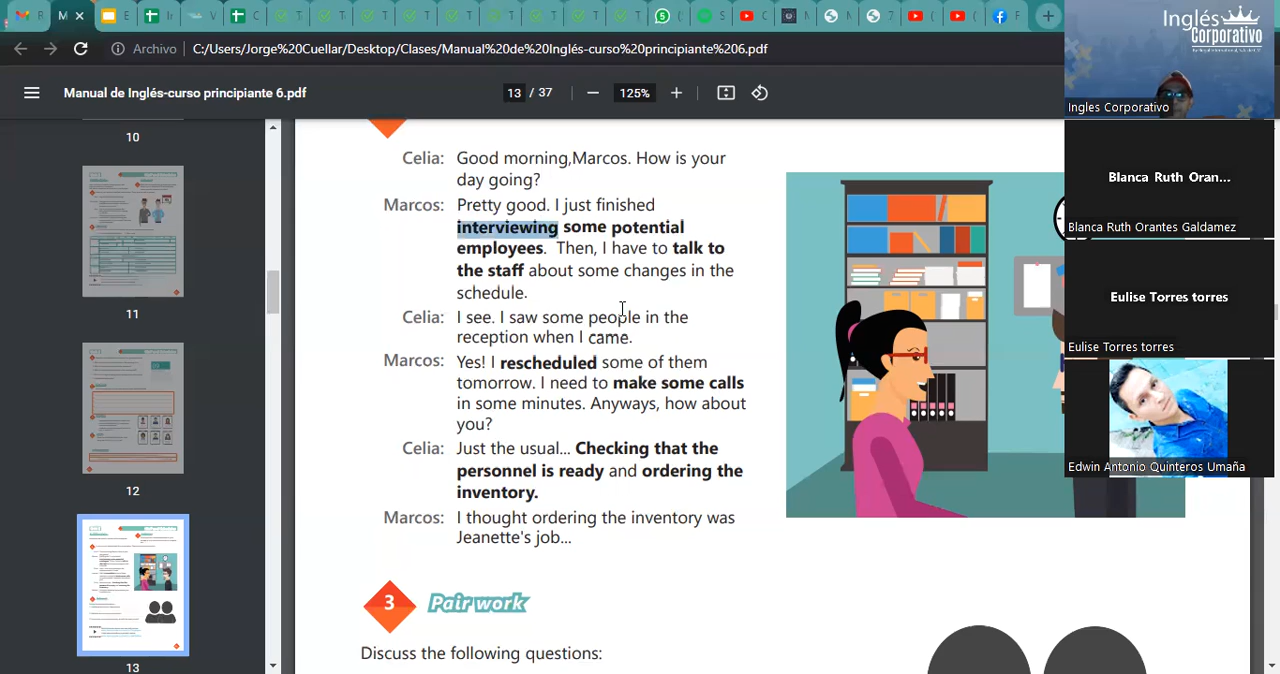 M
M
E
Ir
V
C
T
T
T
T
T
T
T
T
T
(
S
C
N
N
7
(
(
F
Archivo
C:/Users/Jorge%20Cuellar/Desktop/Clases/Manual%20de%20Inglés-curso%20principiante%206.pdf
Manual de Inglés-curso principiante 6.pdf
13 / 37
125%
10
11
12
13
Celia: Good morning,Marcos. How is your
day going?
Marcos: Pretty good. I just finished
interviewing some potential
employees. Then, I have to talk to
the staff about some changes in the
schedule.
Celia: I see. I saw some people in the
reception when I came.
Marcos: Yes! I rescheduled some of them
tomorrow. I need to make some calls
in some minutes. Anyways, how about
you?
Celia: Just the usual... Checking that the
personnel is ready and ordering the
inventory.
Marcos: I thought ordering the inventory was
Jeanette's job...
3 Pair work
Discuss the following questions:
Inglés
Corporativo
Ingles Corporativo
Blanca Ruth Oran...
Blanca Ruth Orantes Galdamez
Eulise Torres torres
Eulise Torres torres
Edwin Antonio Quinteros Umaña